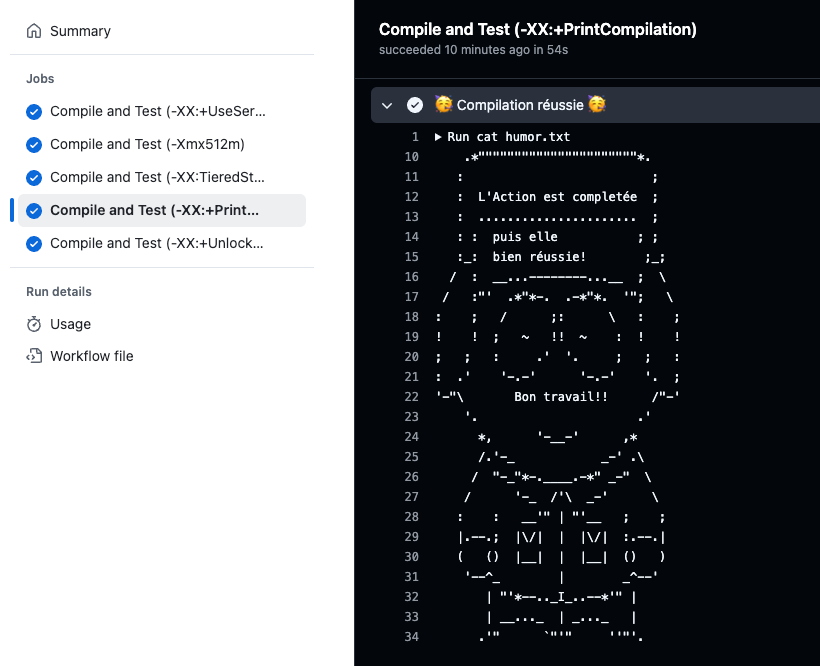 Summary
Jobs
Compile and Test (-XX:+UseSer...
Compile and Test (-Xmx512m)
Compile and Test (-XX:TieredSt...
Compile and Test (-XX:+Print...
Compile and Test (-XX:+Unlock...
Run details
Usage
Workflow file
Compile and Test (-XX:+PrintCompilation)
succeeded 10 minutes ago in 54s
🥳 Compilation réussie 🥳
1 ▶ Run cat humor.txt
10     .*""""""""""""""""""""""*.
11    :                          ;
12    :  L'Action est completée  ;
13    :  ......................  ;
14    : :  puis elle           ; ;
15    :_:  bien réussie!        ;_;
16   /  :  __...--------...__  ;  \
17  /   :"'  .*"*-.  .-*"*.  '";   \
18 :    ;   /      ;:      \   :    ;
19 !    !  ;   ~   !!  ~    :  !    !
20 ;   ;   :     .'  '.     ;   ;   :
21 :  .'    '-.-'      '-.-'    '.  ;
22 '-"\       Bon travail!!      /"-'
23     '.                      .'
24       *,      '-__-'      ,*
25       /.'-_            _-' .\
26      /  "-_"*-.____.-*" _-"  \
27     /      '-_  /'\  _-'      \
28    :    :   __'" | "'__   ;    ;
29    |.--.;  |\/|  |  |\/|  :.--.|
30    (   ()  |__|  |  |__|  ()   )
31     '--^_        |        _^--'
32        | "'*--.._I_..--*'" |
33        | __..._  | _..._   |
34       .'"      `"'"     ''"'.